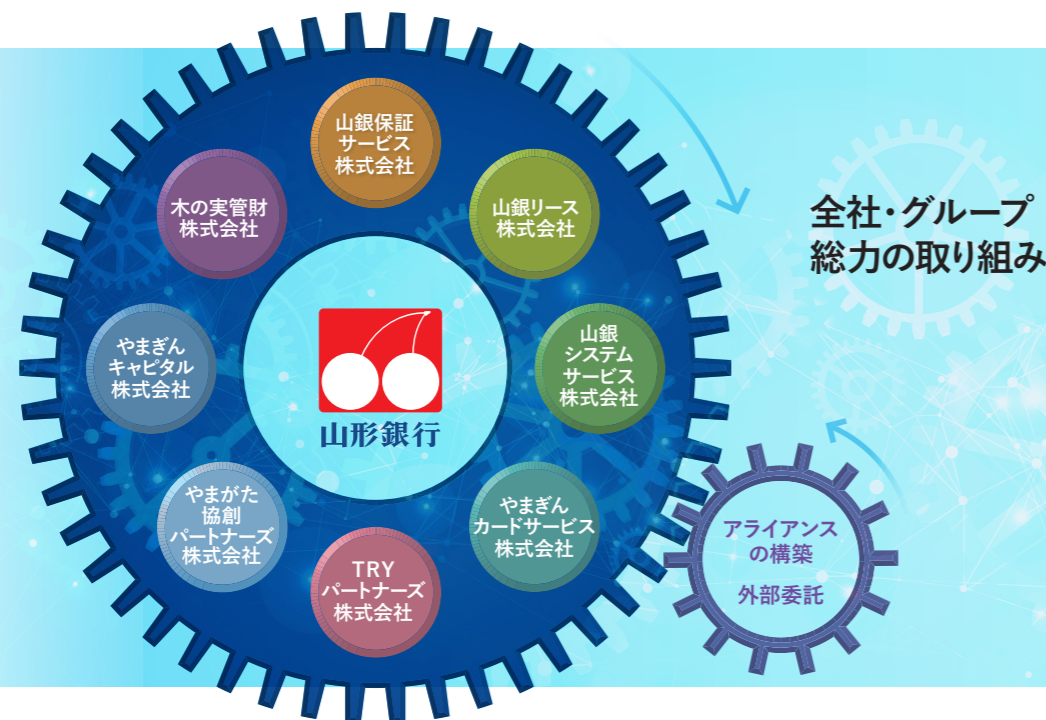 山銀保証
サービス
株式会社
木の実管財
株式会社
山銀リース
株式会社
全社・グループ
総力の取り組み
やまぎん
キャピタル
株式会社
山形銀行
山銀
システム
サービス
株式会社
やまがた
協創
パートナーズ
株式会社
TRY
パートナーズ
株式会社
やまぎん
カードサービス
株式会社
アライアンス
の構築
外部委託